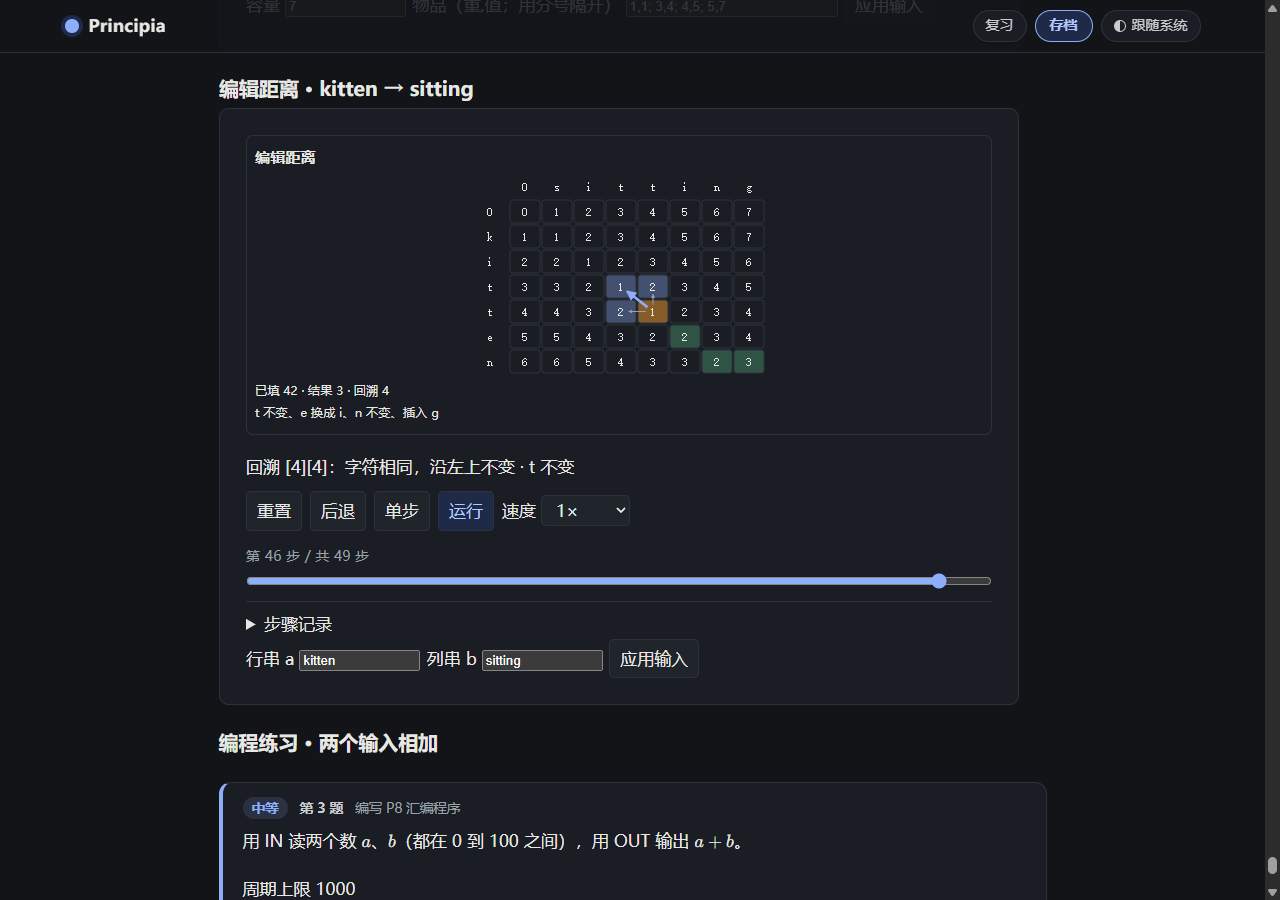 容量 7 物品（重,值；用分号隔开） 1,1; 3,4; 4,5; 5,7 应用输入
Principia 复习 存档 跟随系统
编辑距离 · kitten → sitting
编辑距离
0 s i t t i n g
0 0 1 2 3 4 5 6 7
k 1 1 2 3 4 5 6 7
i 2 2 1 2 3 4 5 6
t 3 3 2 1 2 3 4 5
t 4 4 3 2 1 2 3 4
e 5 5 4 3 2 2 3 4
n 6 6 5 4 3 3 2 3
已填 42 · 结果 3 · 回溯 4
t 不变、e 换成 i、n 不变、插入 g
回溯 [4][4]：字符相同，沿左上不变 · t 不变
重置 后退 单步 运行 速度 1×
第 46 步 / 共 49 步
步骤记录
行串 a kitten 列串 b sitting 应用输入
编程练习 · 两个输入相加
中等 第 3 题 编写 P8 汇编程序
用 IN 读两个数 a、b（都在 0 到 100 之间），用 OUT 输出 a + b。
周期上限 1000